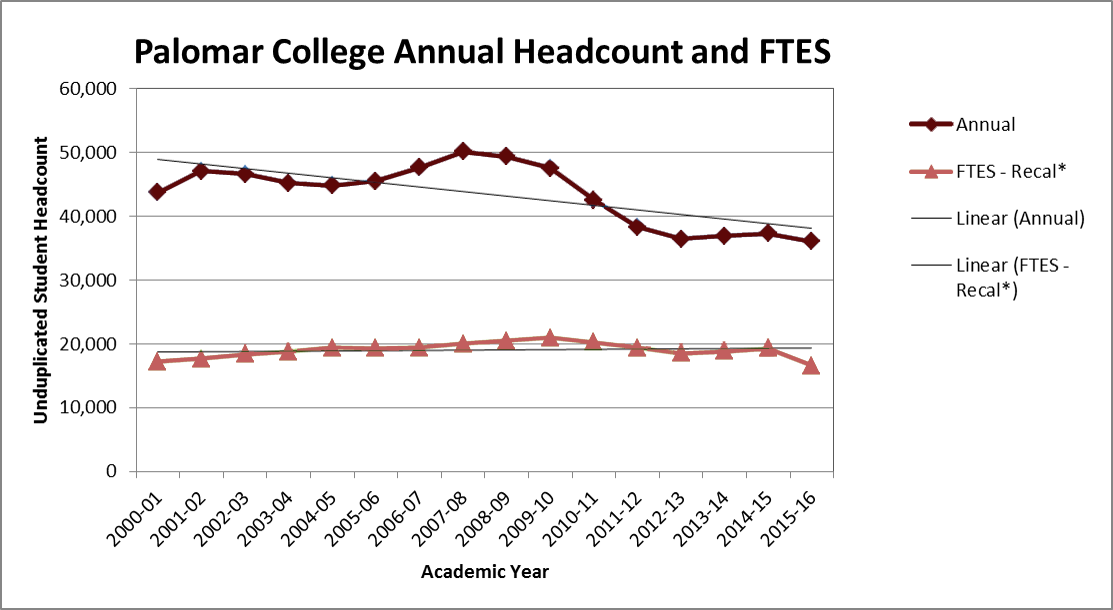 Palomar College Annual Headcount and FTES
60,000
50,000
40,000
30,000
20,000
10,000
0
Unduplicated Student Headcount
2000-01
2001-02
2002-03
2003-04
2004-05
2005-06
2006-07
2007-08
2008-09
2009-10
2010-11
2011-12
2012-13
2013-14
2014-15
2015-16
Academic Year
Annual
FTES - Recal*
Linear (Annual)
Linear (FTES -
Recal*)